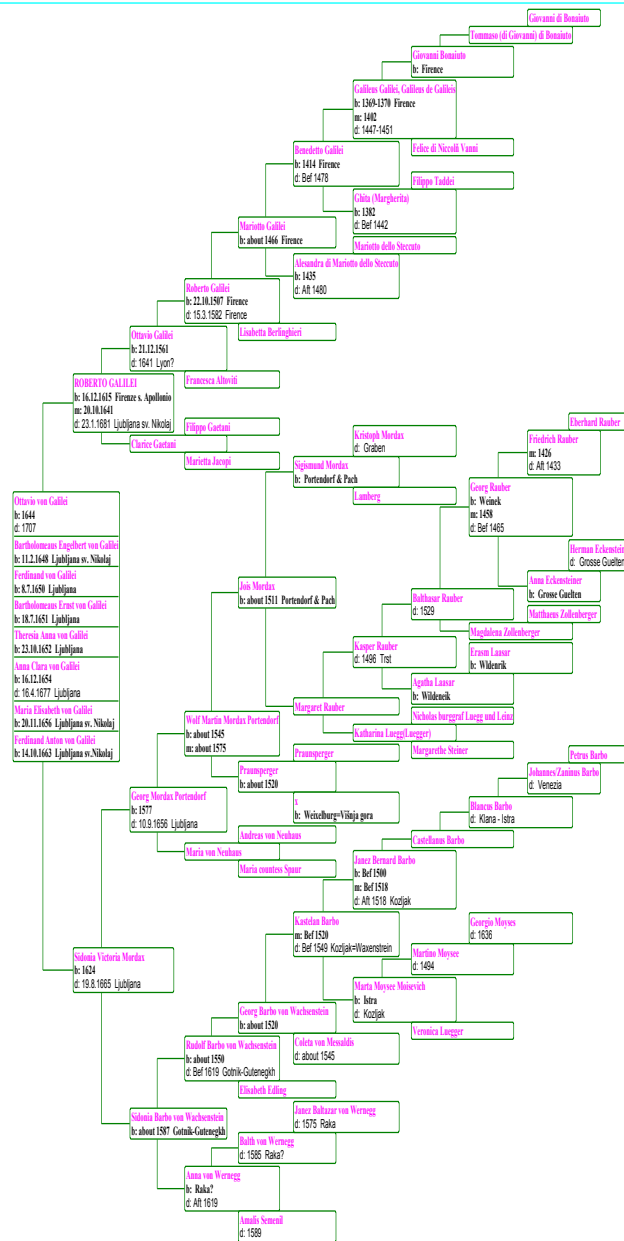 Giovanni di Bonaiuto
Tommaso (di Giovanni) di Bonaiuto
Giovanni Bonaiuto
b: Firence
Galileus Galilei, Galileus de Galileis
b: 1369-1370 Firence
m: 1402
d: 1447-1451
Felice di Niccolñ Vanni
Benedetto Galilei
b: 1414 Firence
d: Bef 1478
Filippo Taddei
Ghita (Margherita)
b: 1382
d: Bef 1442
Mariotto Galilei
b: about 1466 Firence
Mariotto dello Steccuto
Alesandra di Mariotto dello Steccuto
b: 1435
d: Aft 1480
Roberto Galilei
b: 22.10.1507 Firence
d: 15.3.1582 Firence
Lisabetta Berlinghieri
Ottavio Galilei
b: 21.12.1561
d: 1641 Lyon?
Francesca Altoviti
ROBERTO GALILEI
b: 16.12.1615 Firenze s. Apollonio
m: 20.10.1641
d: 23.1.1681 Ljubljana sv. Nikolaj
Filippo Gaetani
Clarice Gaetani
Marietta Jacopi
Kristoph Mordax
d: Graben
Sigismund Mordax
b: Portendorf & Pach
Lamberg
Eberhard Rauber
Friedrich Rauber
m: 1426
d: Aft 1433
Georg Rauber
b: Weinek
m: 1458
d: Bef 1465
Herman Eckenstein
d: Grosse Guelten
Anna Eckensteiner
b: Grosse Guelten
Ottavio von Galilei
b: 1644
d: 1707
Bartholomeaus Engelbert von Galilei
b: 11.2.1648 Ljubljana sv. Nikolaj
Ferdinand von Galilei
b: 8.7.1650 Ljubljana
Bartholomeaus Ernst von Galilei
b: 18.7.1651 Ljubljana
Theresia Anna von Galilei
b: 23.10.1652 Ljubljana
Anna Clara von Galilei
b: 16.12.1654
d: 16.4.1677 Ljubljana
Maria Elisabeth von Galilei
b: 20.11.1656 Ljubljana sv. Nikolaj
Ferdinand Anton von Galilei
b: 14.10.1663 Ljubljana sv.Nikolaj
Jois Mordax
b: about 1511 Portendorf & Pach
Balthasar Rauber
d: 1529
Matthaeus Zollenberger
Magdalena Zollenberger
Kasper Rauber
d: 1496 Trst
Erasm Laasar
b: Wldenrik
Agatha Laasar
b: Wildeneik
Margaret Rauber
Nicholas burggraf Luegg und Leinz
Katharina Luegg(Luegger)
Margarethe Steiner
Wolf Martin Mordax Portendorf
b: about 1545
m: about 1575
Praunsperger
Praunsperger
b: about 1520
x
b: Weixelburg=Višnja gora
Georg Mordax Portendorf
b: 1577
d: 10.9.1656 Ljubljana
Andreas von Neuhaus
Maria von Neuhaus
Maria countess Spaur
Petrus Barbo
Johannes/Zaninus Barbo
d: Venezia
Blancus Barbo
d: Klana - Istra
Castellanus Barbo
Janez Bernard Barbo
b: Bef 1500
m: Bef 1518
d: Aft 1518 Kozljak
Kastelan Barbo
m: Bef 1520
d: Bef 1549 Kozljak=Waxenstrein
Georgio Moyses
d: 1636
Martino Moysee
d: 1494
Marta Moysee Moisevich
b: Istra
d: Kozljak
Veronica Luegger
Sidonia Victoria Mordax
b: 1624
d: 19.8.1665 Ljubljana
Georg Barbo von Wachsenstein
b: about 1520
Coleta von Messaldis
d: about 1545
Rudolf Barbo von Wachsenstein
b: about 1550
d: Bef 1619 Gotnik-Gutenegkh
Elisabeth Edling
Sidonia Barbo von Wachsenstein
b: about 1587 Gotnik-Gutenegkh
Janez Baltazar von Wernegg
d: 1575 Raka
Balth von Wernegg
d: 1585 Raka?
Anna von Wernegg
b: Raka?
d: Aft 1619
Amalis Semenil
d: 1589